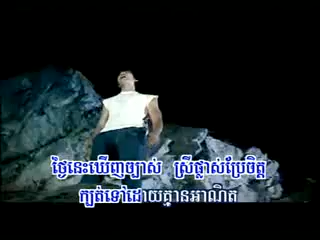 ថ្ងៃនេះឃើញច្បាស់ ស្រីផ្លាស់ប្រែចិត្ត
ក្បត់ទៅដោយគ្មានអាណិត